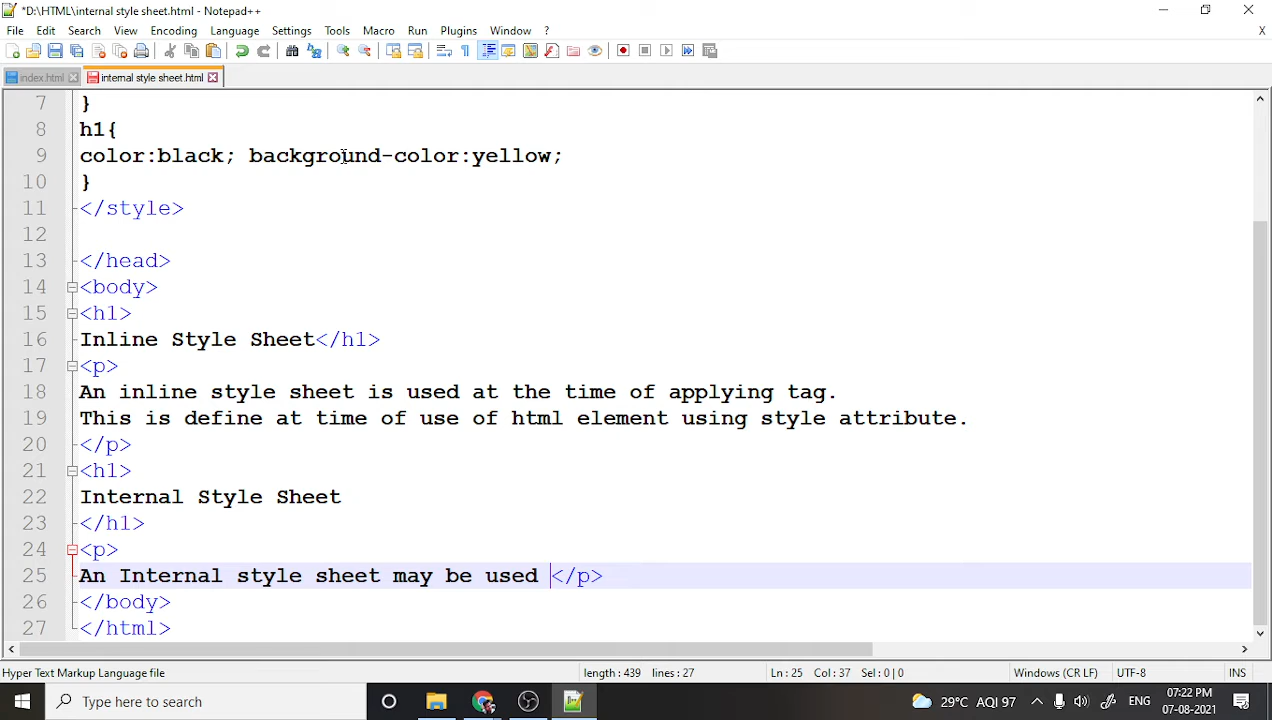 *D:\HTML\internal style sheet.html - Notepad++
File Edit Search View Encoding Language Settings Tools Macro Run Plugins Window ? X
index.html internal style sheet.html
7 }
8 h1{
9 color:black; background-color:yellow;
10 }
11 </style>
12
13 </head>
14 <body>
15 <h1>
16 Inline Style Sheet</h1>
17 <p>
18 An inline style sheet is used at the time of applying tag.
19 This is define at time of use of html element using style attribute.
20 </p>
21 <h1>
22 Internal Style Sheet
23 </h1>
24 <p>
25 An Internal style sheet may be used </p>
26 </body>
27 </html>
Hyper Text Markup Language file length : 439 lines : 27 Ln : 25 Col : 37 Sel : 0 | 0 Windows (CR LF) UTF-8 INS
Type here to search 29°C AQI 97 ENG 07:22 PM
07-08-2021